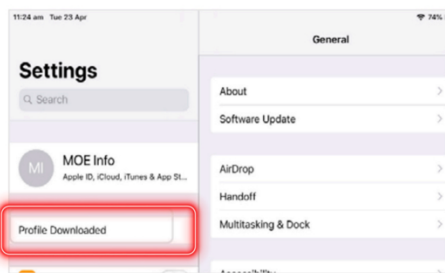 11:24 am Tue 23 Apr
74%
General
Settings
Search
About
Software Update
MI
MOE Info
Apple ID, iCloud, iTunes & App St...
AirDrop
Handoff
Profile Downloaded
Multitasking & Dock
Accessibility